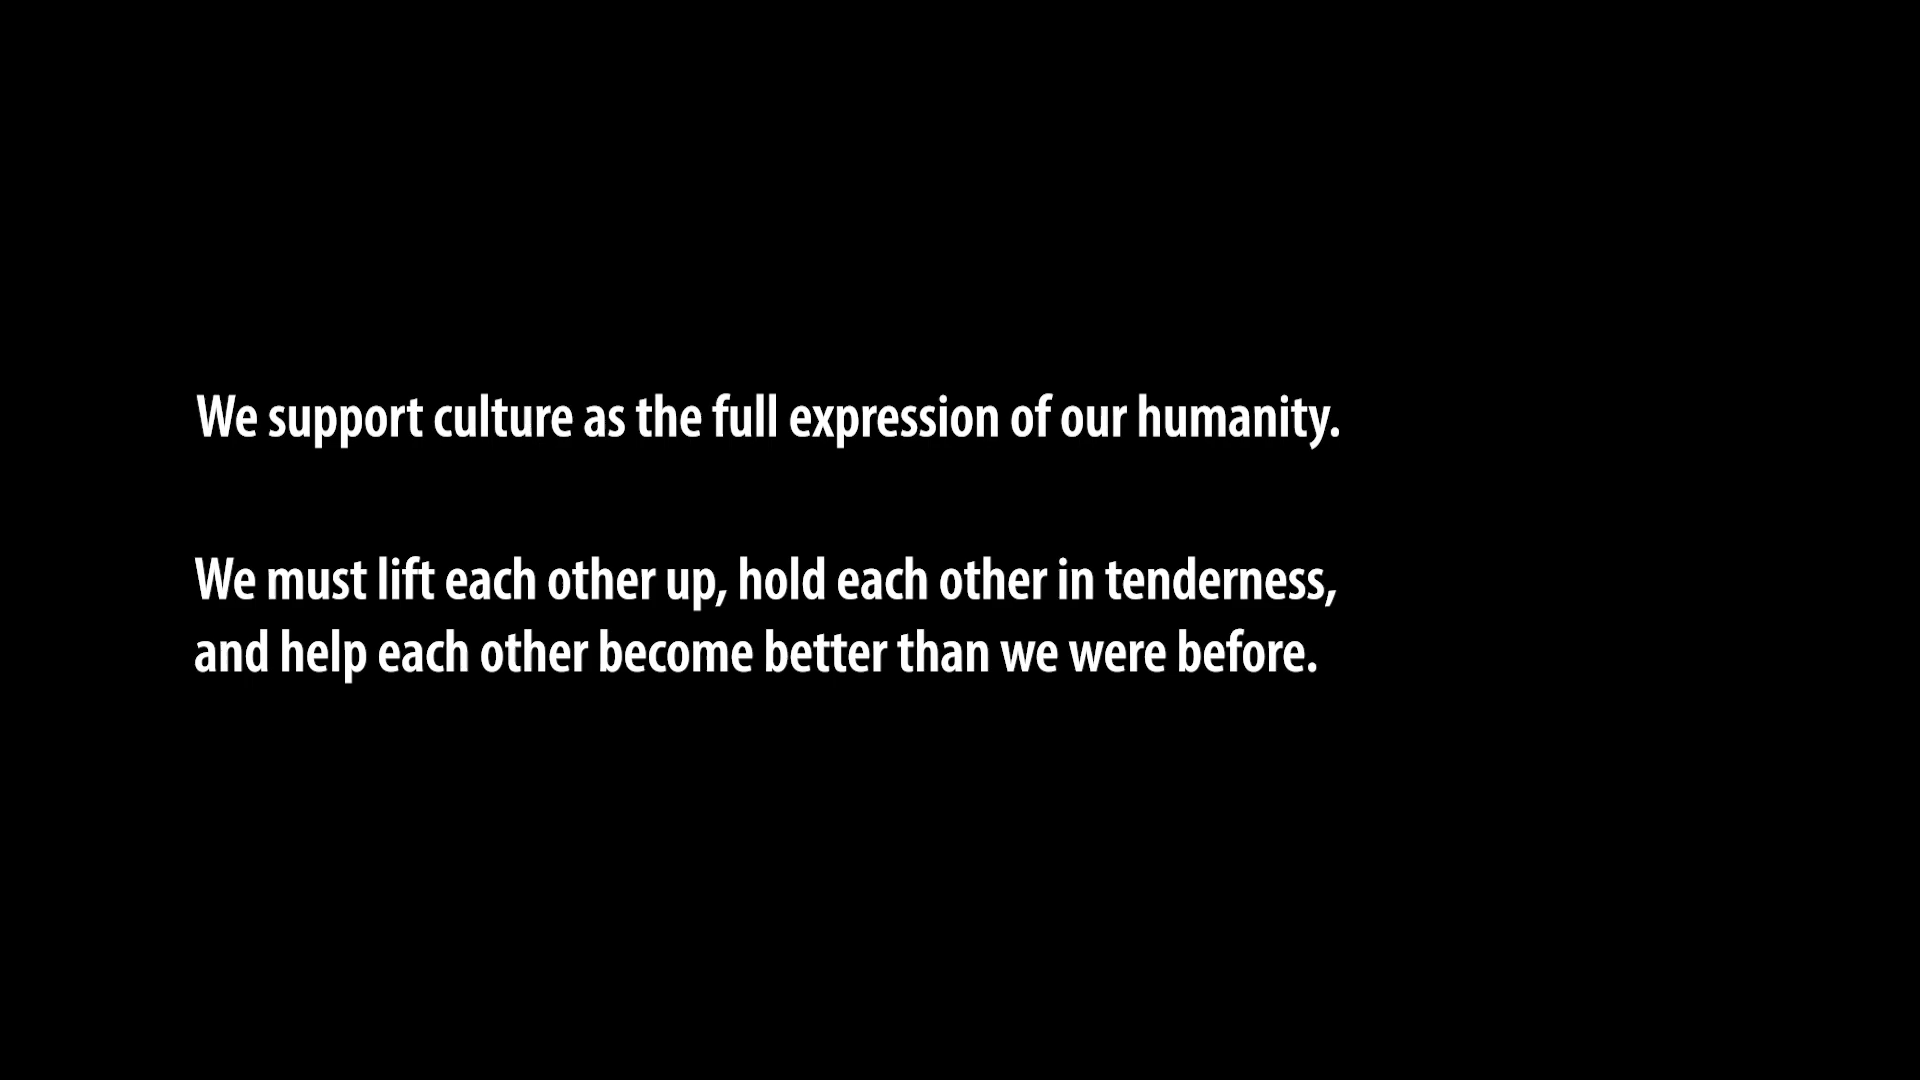 We support culture as the full expression of our humanity.
We must lift each other up, hold each other in tenderness,
and help each other become better than we were before.